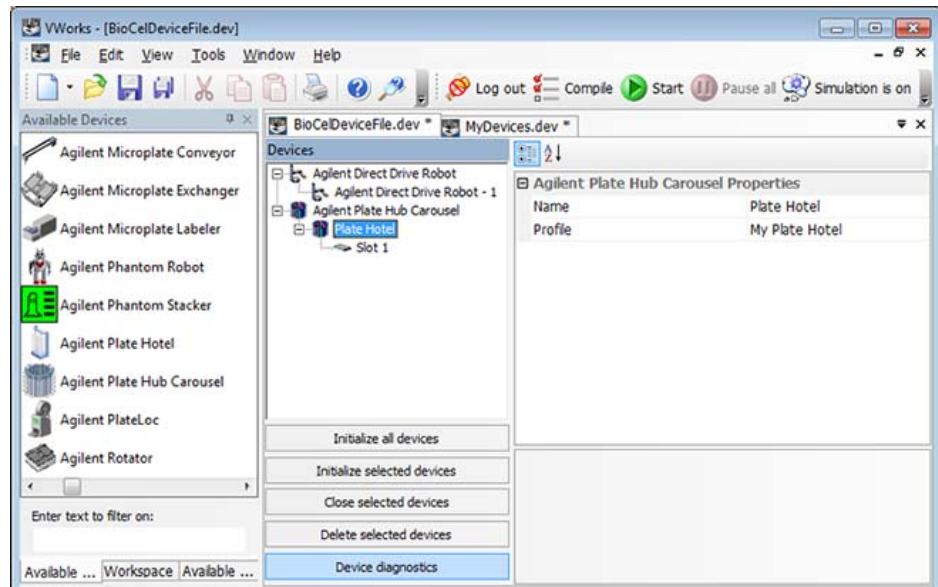 VWorks - [BioCelDeviceFile.dev]
File Edit View Tools Window Help
Log out Compile Start Pause all Simulation is on
Available Devices
Agilent Microplate Conveyor
Agilent Microplate Exchanger
Agilent Microplate Labeler
Agilent Phantom Robot
Agilent Phantom Stacker
Agilent Plate Hotel
Agilent Plate Hub Carousel
Agilent PlateLoc
Agilent Rotator
Enter text to filter on:
Available ... Workspace Available ...
BioCelDeviceFile.dev * MyDevices.dev *
Devices
Agilent Direct Drive Robot
Agilent Direct Drive Robot - 1
Agilent Plate Hub Carousel
Plate Hotel
Slot 1
Initialize all devices
Initialize selected devices
Close selected devices
Delete selected devices
Device diagnostics
Agilent Plate Hub Carousel Properties
Name Plate Hotel
Profile My Plate Hotel